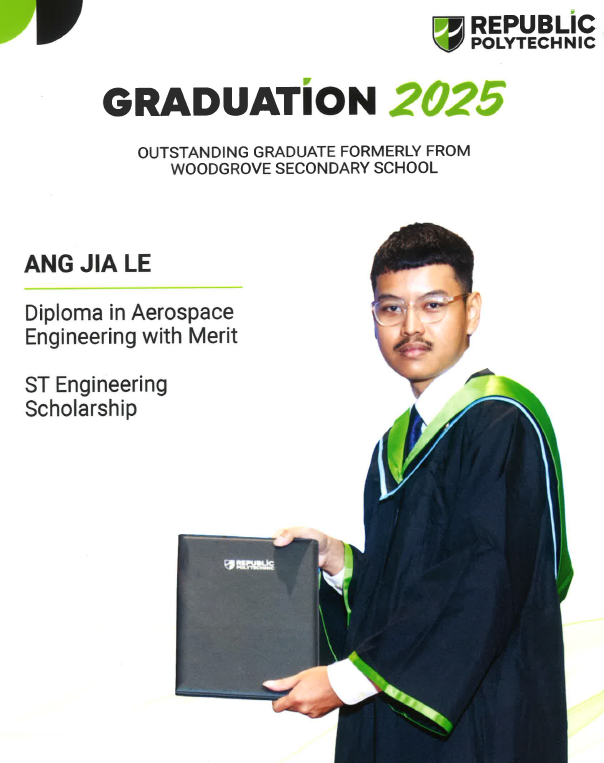 REPUBLIC
POLYTECHNIC
GRADUATION 2025
OUTSTANDING GRADUATE FORMERLY FROM
WOODGROVE SECONDARY SCHOOL
ANG JIA LE
Diploma in Aerospace
Engineering with Merit
ST Engineering
Scholarship
REPUBLIC
POLYTECHNIC